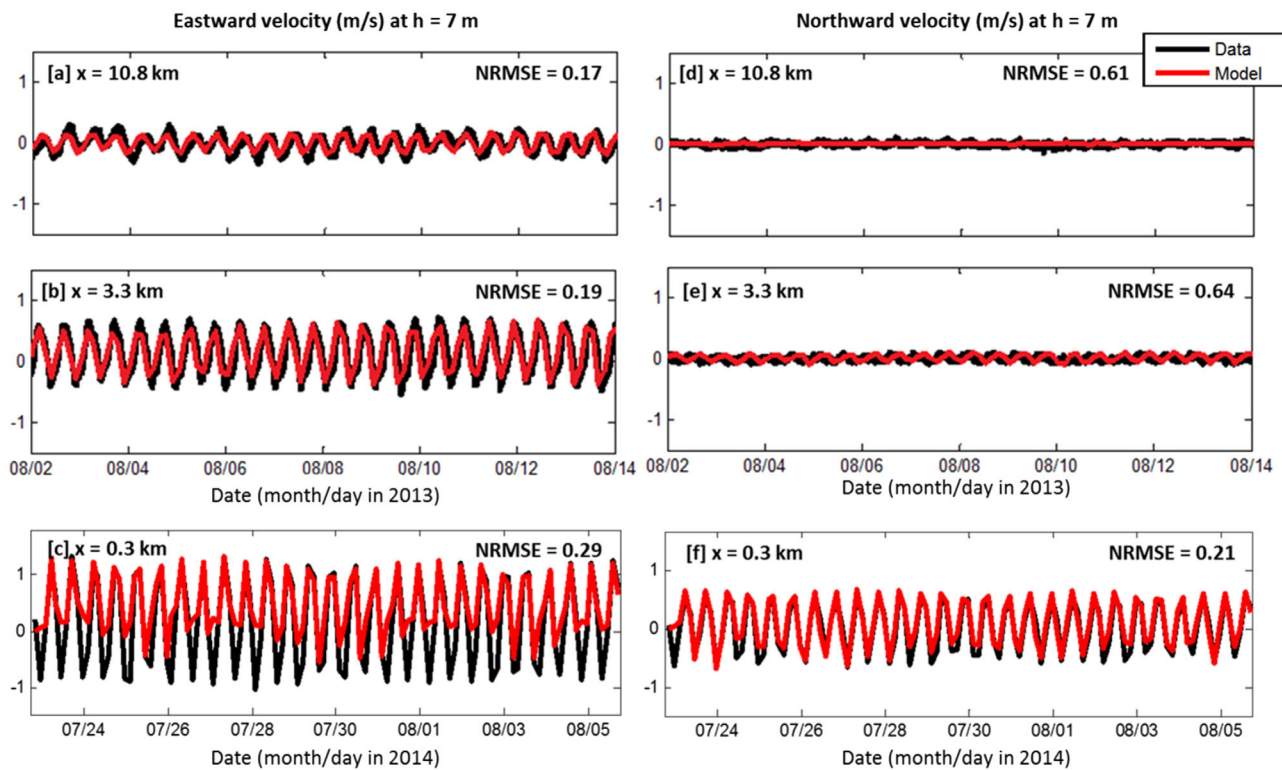 Eastward velocity (m/s) at h = 7 m
Northward velocity (m/s) at h = 7 m
Data
Model
[a] x = 10.8 km
NRMSE = 0.17
1
0
-1
[d] x = 10.8 km
NRMSE = 0.61
1
0
-1
[b] x = 3.3 km
NRMSE = 0.19
1
0
-1
08/02 08/04 08/06 08/08 08/10 08/12 08/14
Date (month/day in 2013)
[e] x = 3.3 km
NRMSE = 0.64
1
0
-1
08/02 08/04 08/06 08/08 08/10 08/12 08/14
Date (month/day in 2013)
[c] x = 0.3 km
NRMSE = 0.29
1
0
-1
07/24 07/26 07/28 07/30 08/01 08/03 08/05
Date (month/day in 2014)
[f] x = 0.3 km
NRMSE = 0.21
1
0
-1
07/24 07/26 07/28 07/30 08/01 08/03 08/05
Date (month/day in 2014)